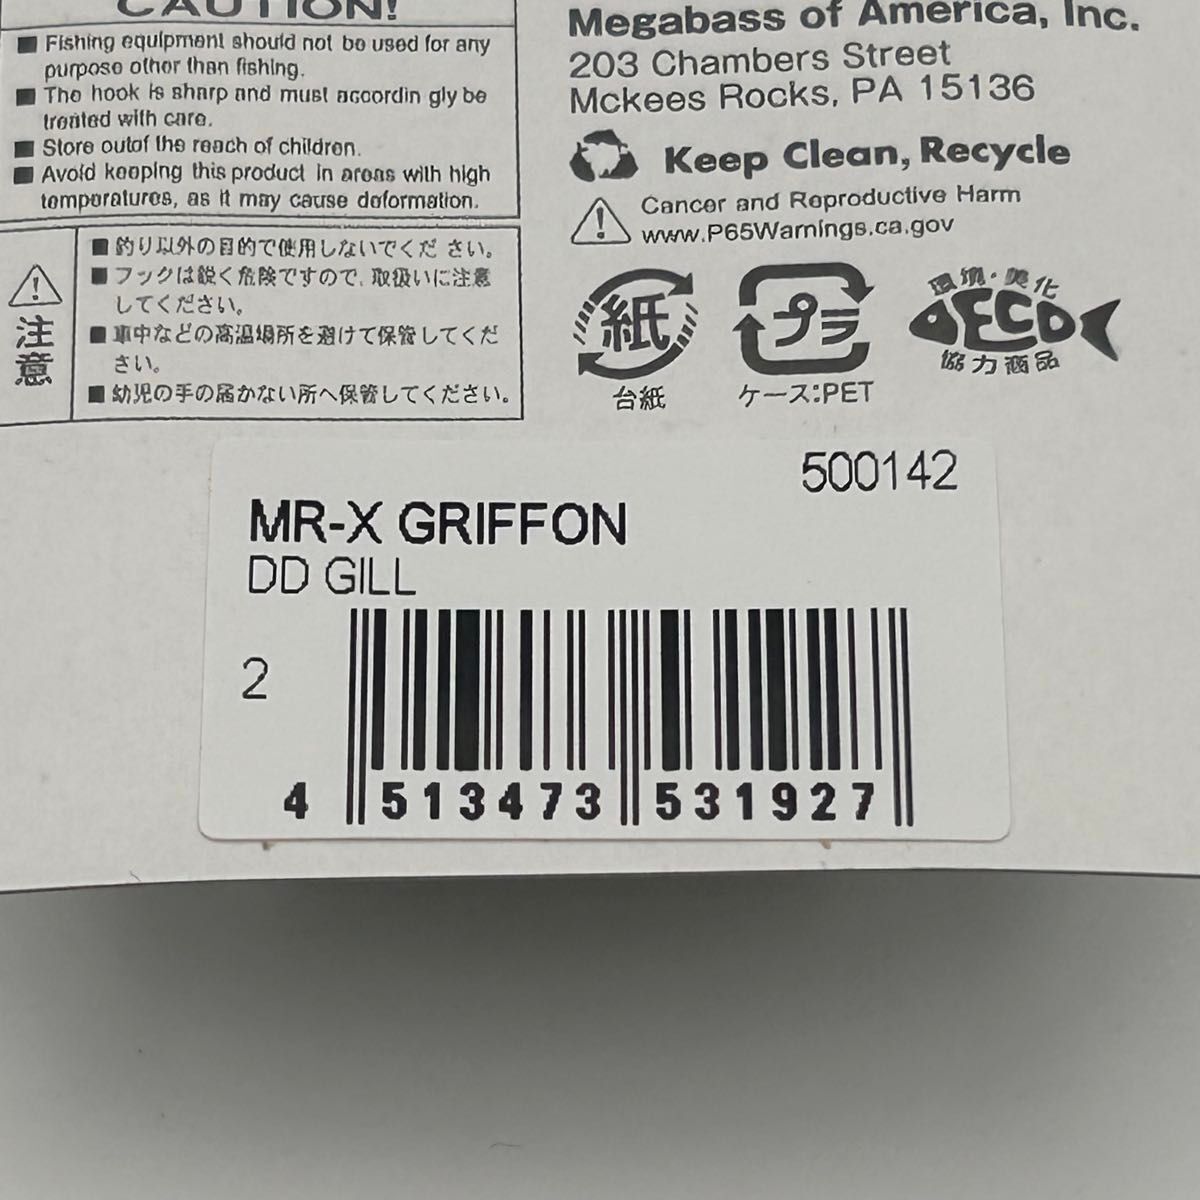 CAUTION!
■ Fishing equipment should not be used for any
purpose other than fishing.
■ The hook is sharp and must accordin gly be
treated with care.
■ Store outof the reach of children.
■ Avoid keeping this product in areas with high
temperatures, as it may cause deformation.
注意
■ 釣り以外の目的で使用しないでくだ さい。
■ フックは鋭く危険ですので、取扱いに注意
してください。
■ 車中などの高温場所を避けて保管してくだ
さい。
■ 幼児の手の届かない所へ保管してください。
Megabass of America, Inc.
203 Chambers Street
Mckees Rocks, PA 15136
Keep Clean, Recycle
Cancer and Reproductive Harm
www.P65Warnings.ca.gov
紙
台紙
プラ
ケース:PET
環境・美化
ECO
協力商品
500142
MR-X GRIFFON
DD GILL
2
4 513473 531927